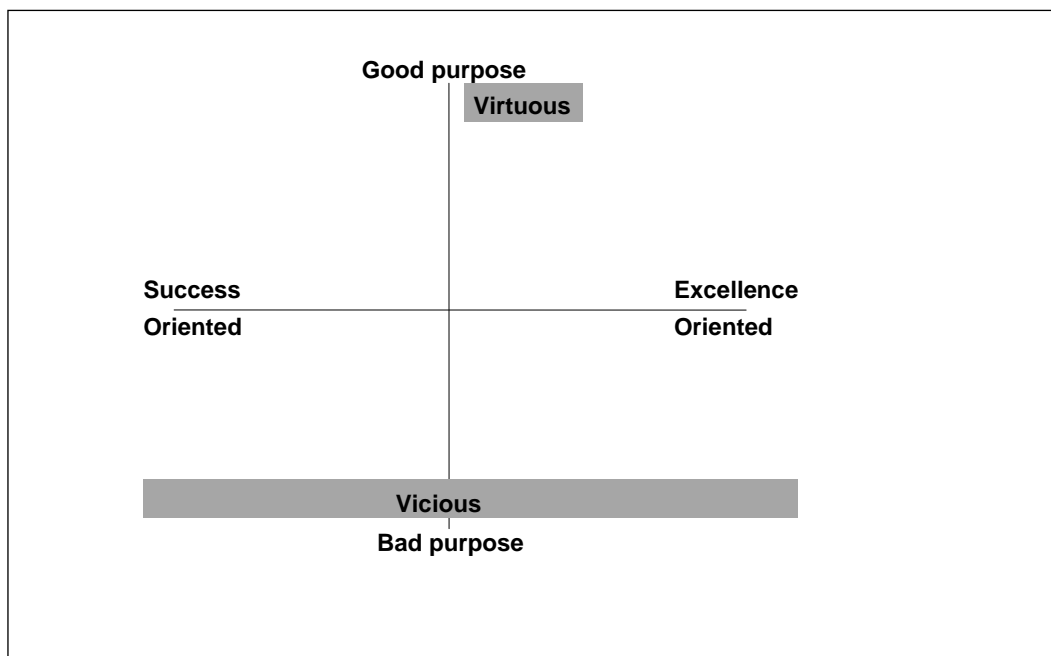 Good purpose
Virtuous
Success
Oriented
Excellence
Oriented
Vicious
Bad purpose